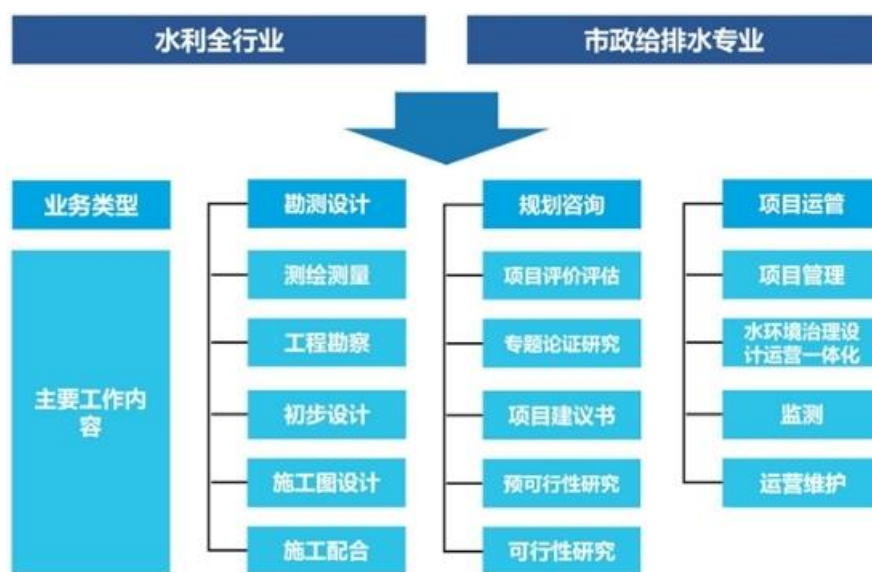 水利全行业
市政给排水专业
业务类型
勘测设计
规划咨询
项目运管
主要工作内
容
测绘测量
项目评价评估
项目管理
工程勘察
专题论证研究
水环境治理设
计运营一体化
初步设计
项目建议书
监测
施工图设计
预可行性研究
运营维护
施工配合
可行性研究